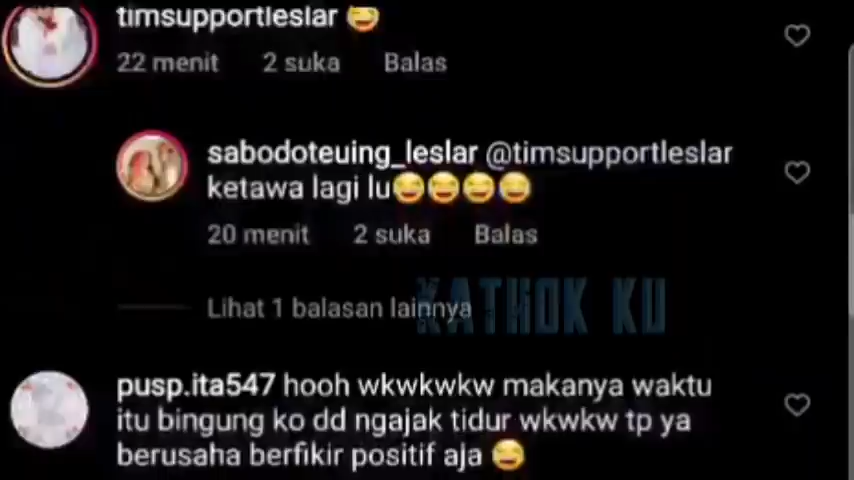 timsupportleslar 😂
22 menit 2 suka Balas
sabodoteuing_leslar @timsupportleslar
ketawa lagi lu😂😂😂😂
20 menit 2 suka Balas
Lihat 1 balasan lainnya
KATHOK KU
pusp.ita547 hooh wkwkwkw makanya waktu
itu bingung ko dd ngajak tidur wkwkw tp ya
berusaha berfikir positif aja 😂